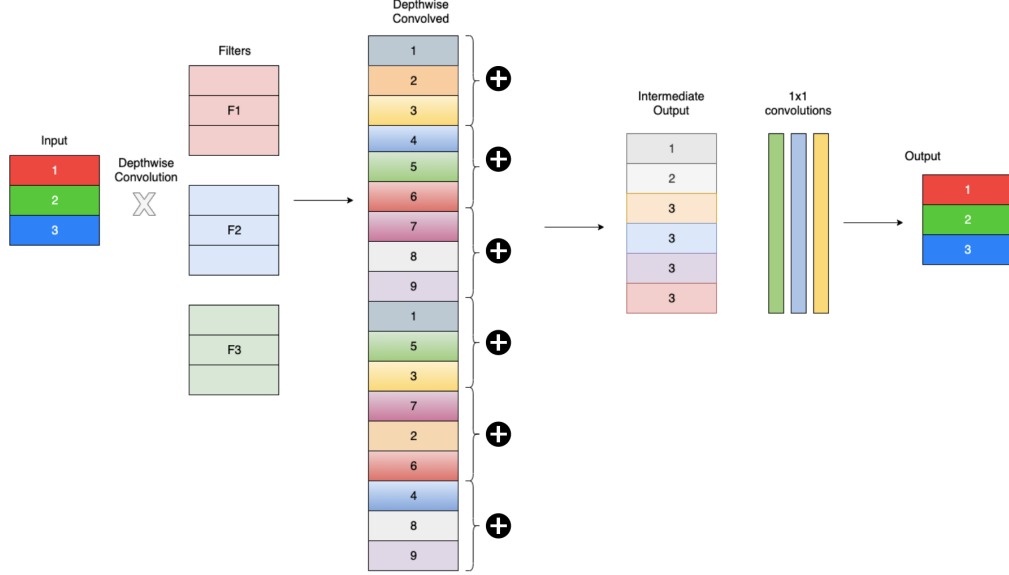 Input
1
2
3
Depthwise
Convolution
X
Filters
F1
F2
F3
Depthwise
Convolved
1
2
3
4
5
6
7
8
9
1
5
3
7
2
6
4
8
9
+
+
+
+
+
+
Intermediate
Output
1
2
3
3
3
3
1x1
convolutions
Output
1
2
3